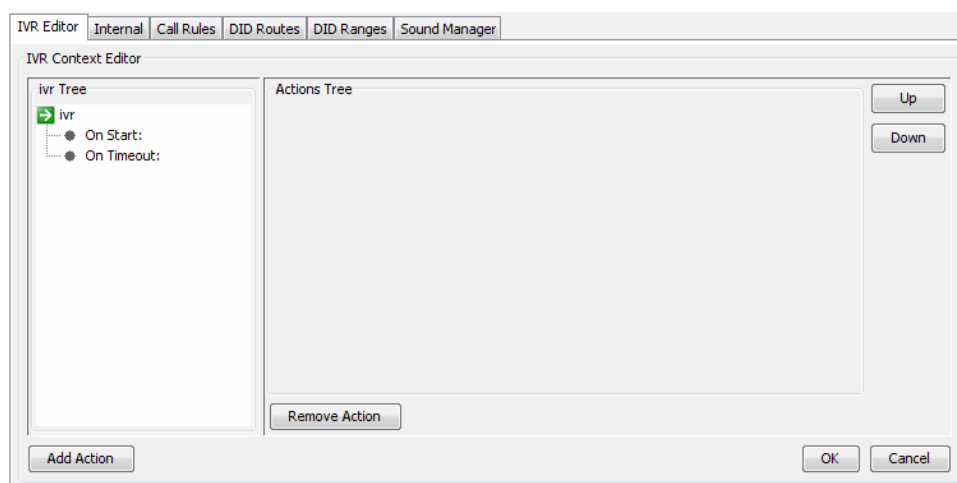 IVR Editor Internal Call Rules DID Routes DID Ranges Sound Manager
IVR Context Editor
ivr Tree
ivr
On Start:
On Timeout:
Actions Tree
Up
Down
Remove Action
Add Action
OK Cancel